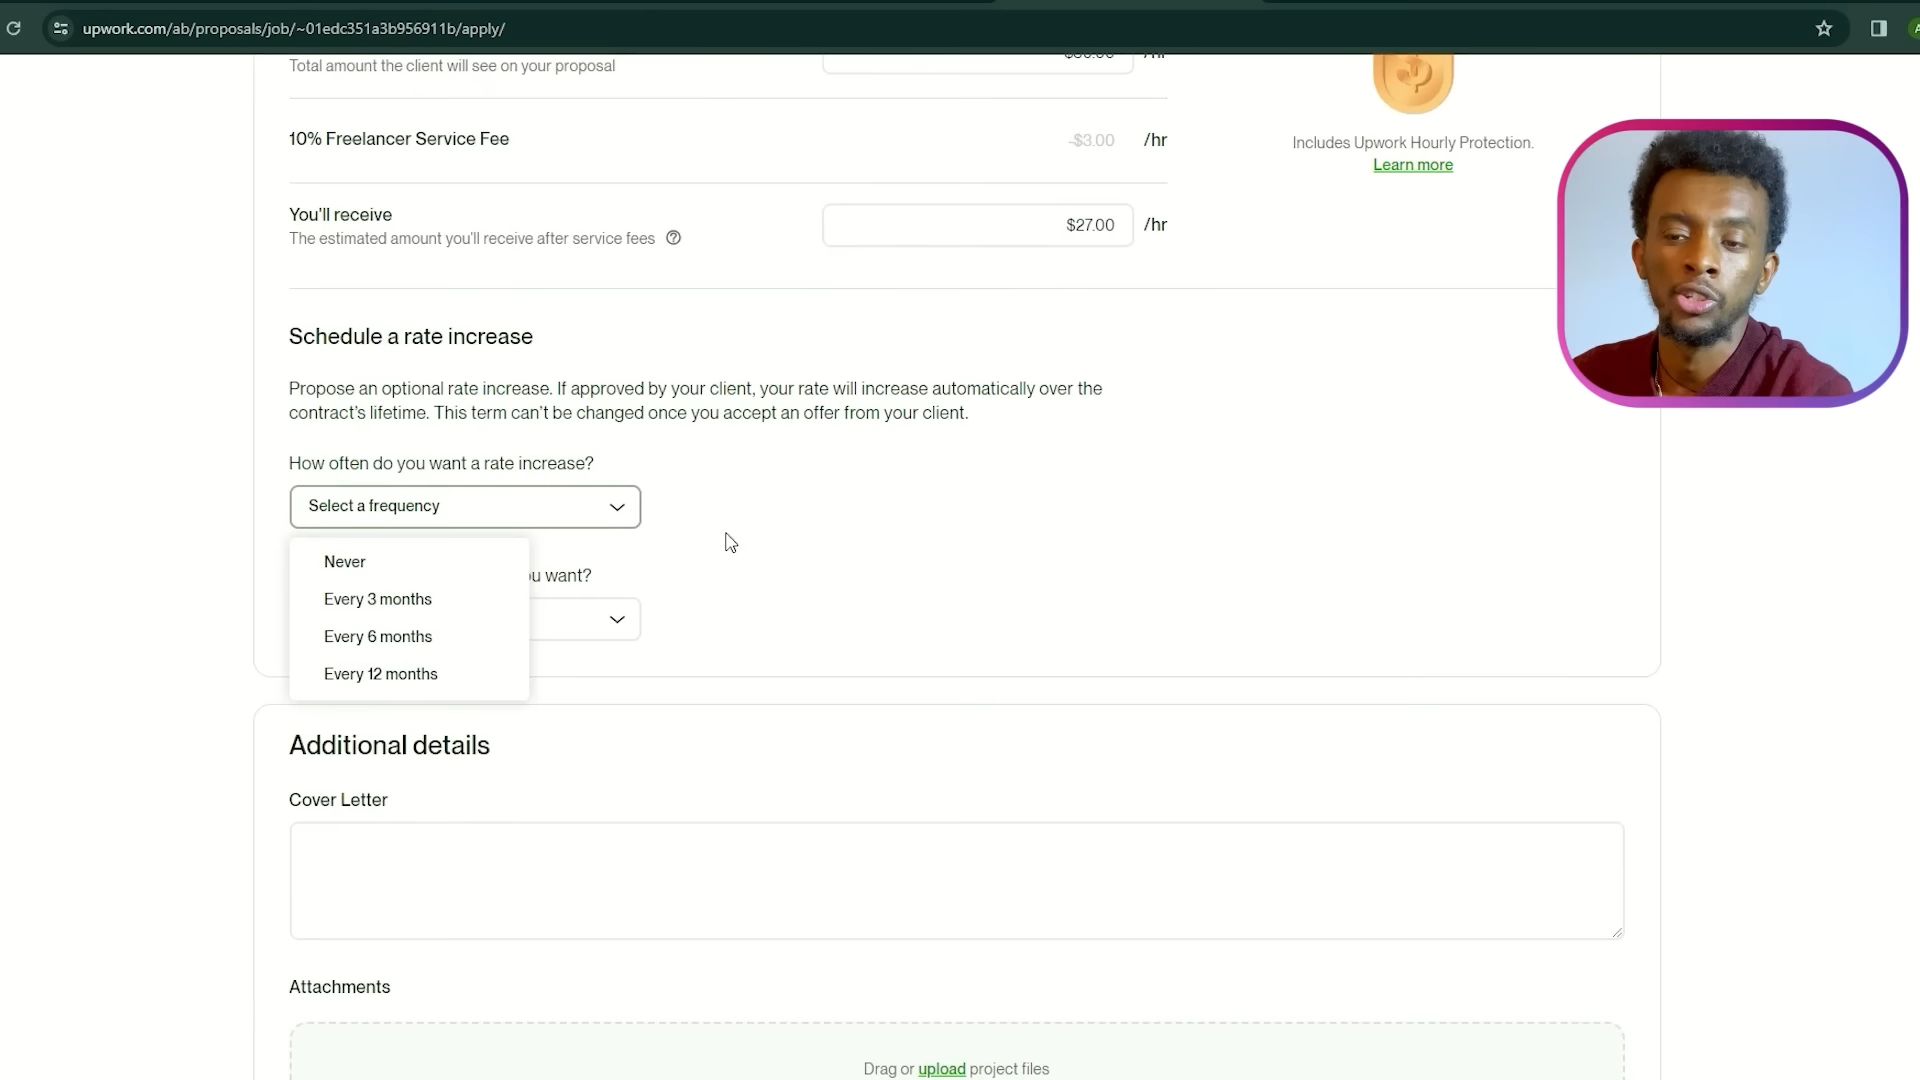 upwork.com/ab/proposals/job/~01edc351a3b956911b/apply/
Total amount the client will see on your proposal
/hr
10% Freelancer Service Fee
-$3.00 /hr
Includes Upwork Hourly Protection.
Learn more
You'll receive
The estimated amount you'll receive after service fees
$27.00 /hr
Schedule a rate increase
Propose an optional rate increase. If approved by your client, your rate will increase automatically over the
contract's lifetime. This term can't be changed once you accept an offer from your client.
How often do you want a rate increase?
Select a frequency
Never
Every 3 months
Every 6 months
Every 12 months
u want?
Additional details
Cover Letter
Attachments
Drag or upload project files